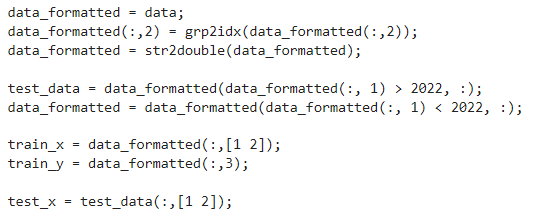 data_formatted = data;
data_formatted(:,2) = grp2idx(data_formatted(:,2));
data_formatted = str2double(data_formatted);
test_data = data_formatted(data_formatted(:, 1) > 2022, :);
data_formatted = data_formatted(data_formatted(:, 1) < 2022, :);
train_x = data_formatted(:,[1 2]);
train_y = data_formatted(:,3);
test_x = test_data(:,[1 2]);